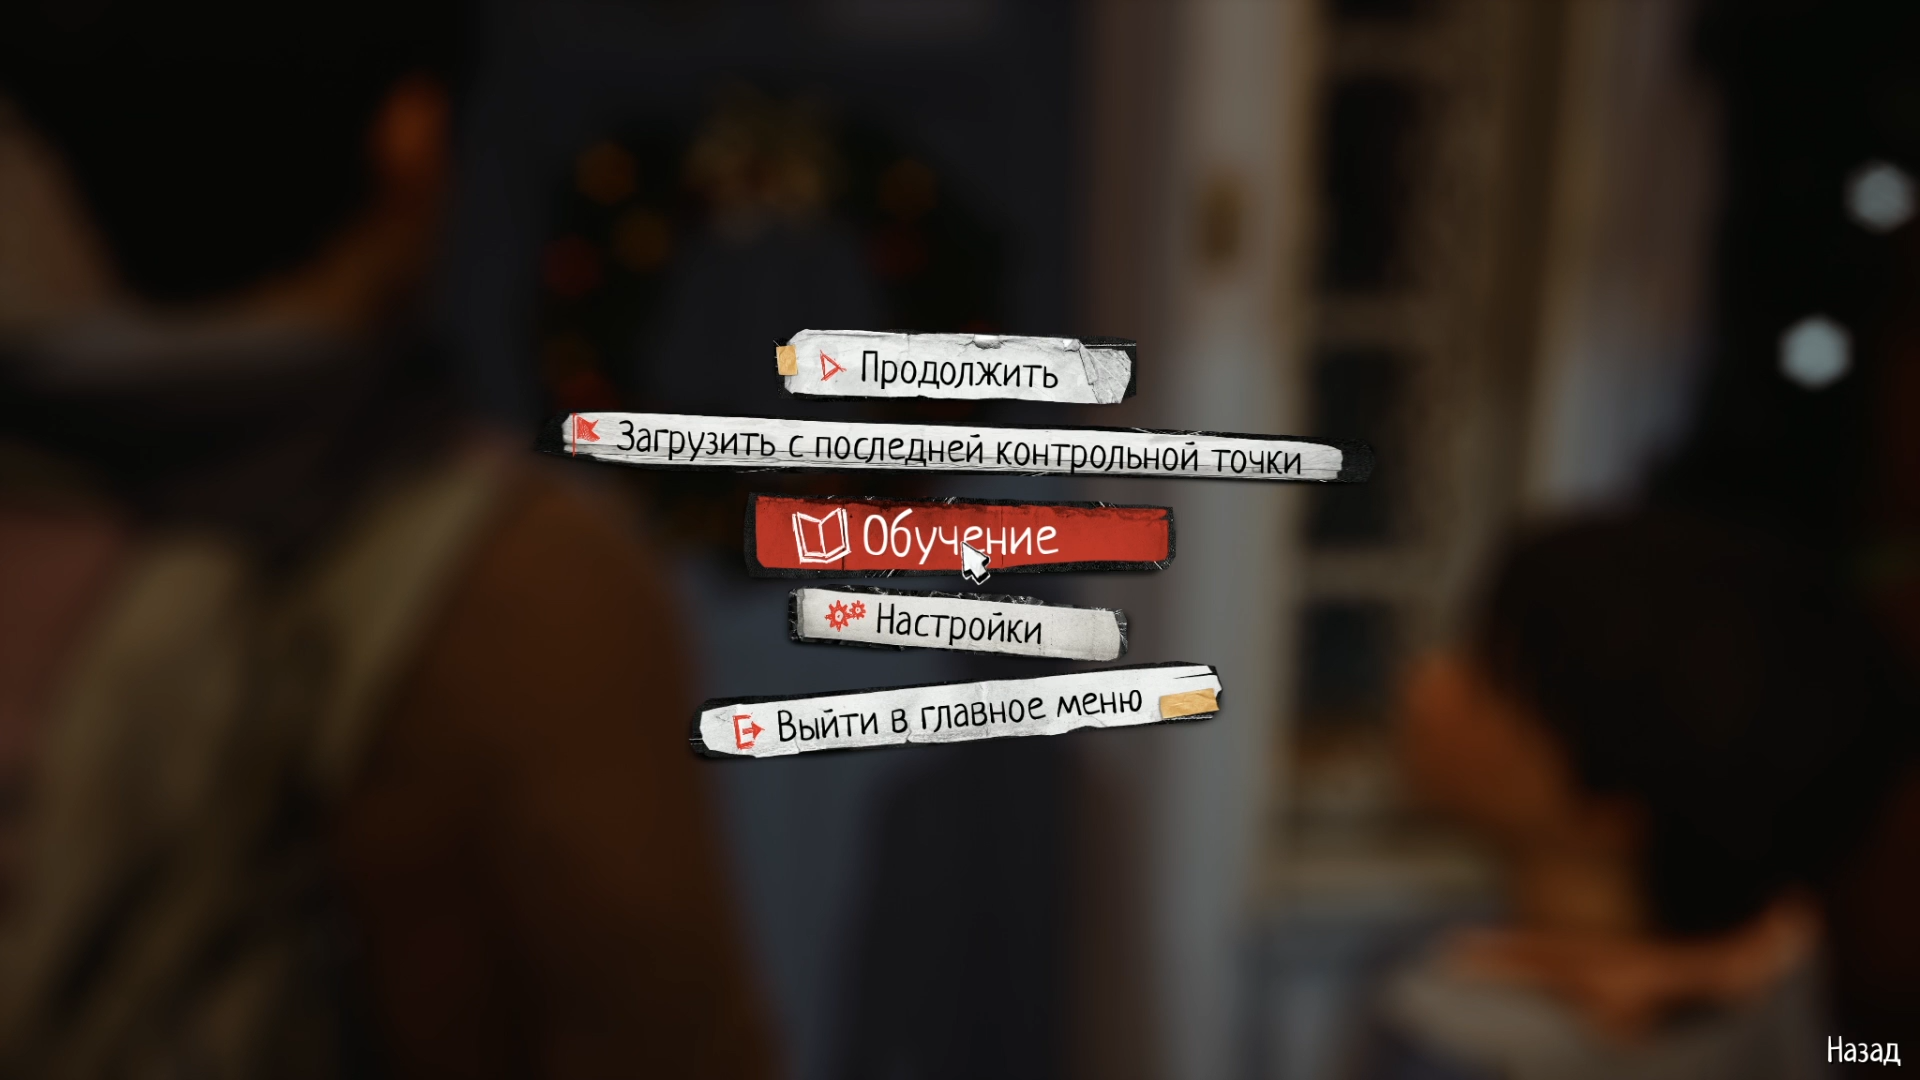 Продолжить
Загрузить с последней контрольной точки
Обучение
Настройки
Выйти в главное меню
Назад